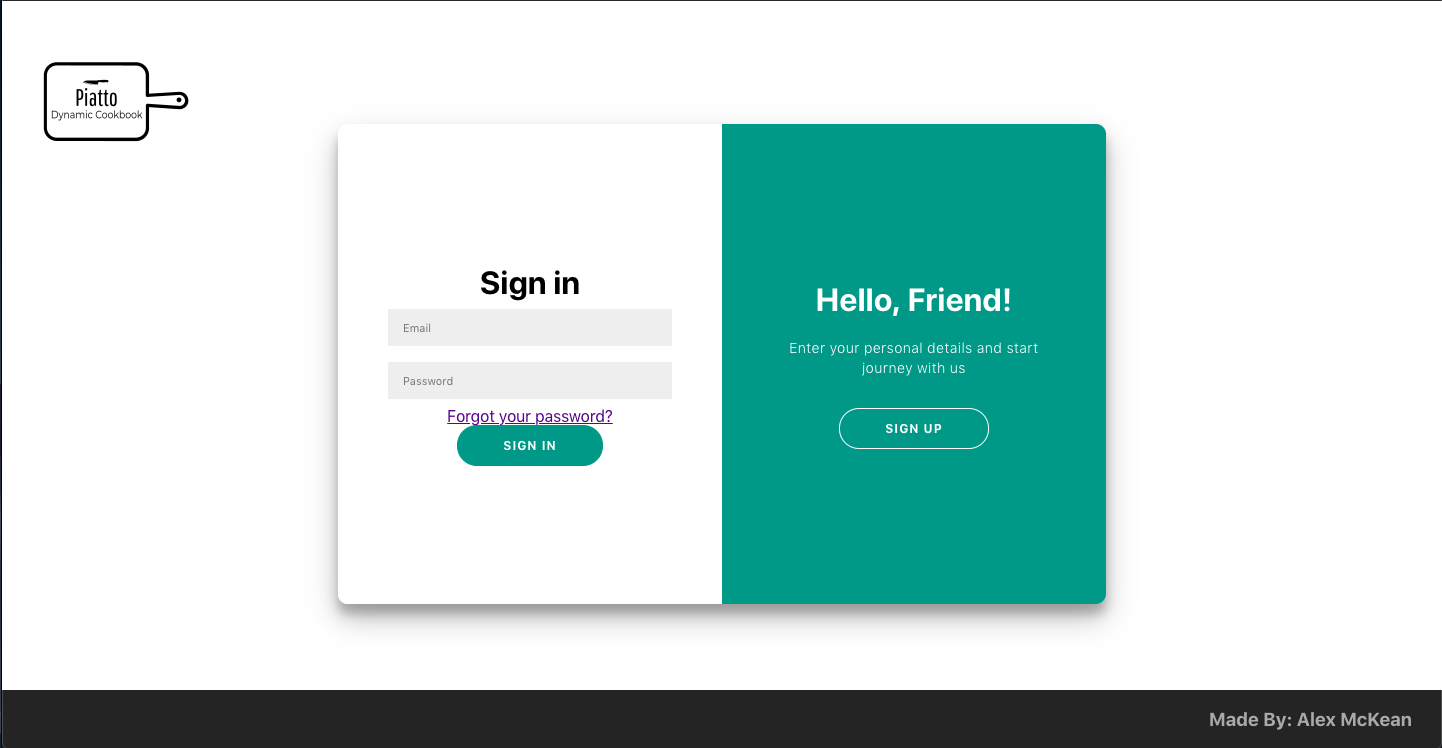 Piatto
Dynamic Cookbook
Sign in
Email
Password
Forgot your password?
SIGN IN
Hello, Friend!
Enter your personal details and start
journey with us
SIGN UP
Made By: Alex McKean